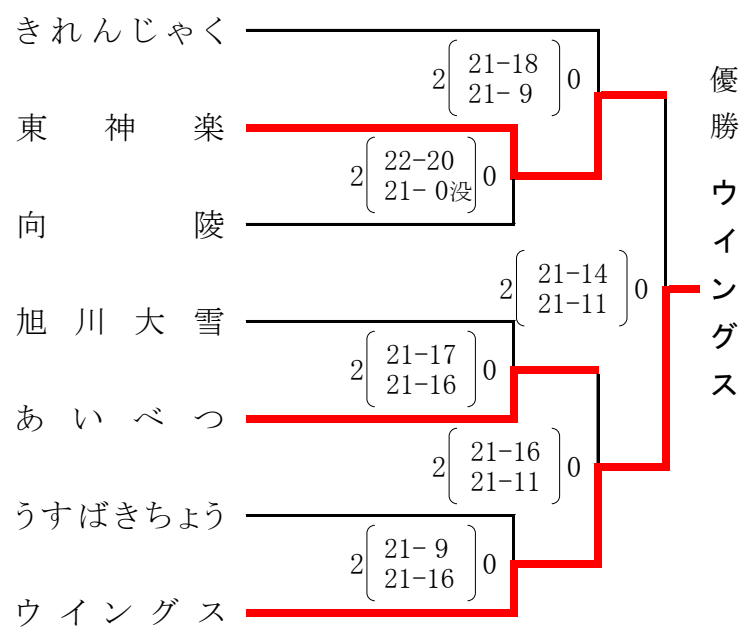 きれんじゃく
2 21-18 0
21- 9
東神楽
2 22-20 0
21- 0没
向陵
2 21-14 0
21-11
旭川大雪
2 21-17 0
21-16
あいべつ
2 21-16 0
21-11
うすばきちょう
2 21- 9 0
21-16
ウイングス
優勝 ウイングス